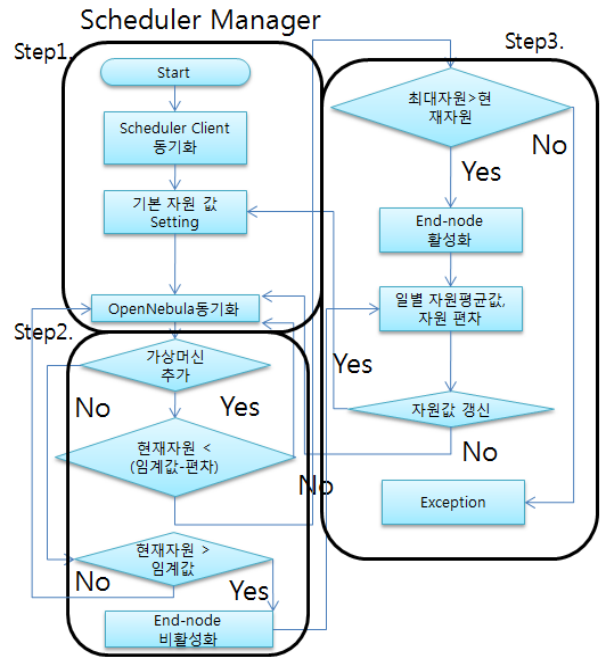 Scheduler Manager
Step1.
Start
Scheduler Client
동기화
기본 자원 값
Setting
OpenNebula동기화
Step2.
가상머신
추가
No
Yes
현재자원 <
(임계값-편차)
No
현재자원 >
임계값
No
Yes
End-node
비활성화
Step3.
최대자원>현
재자원
No
Yes
End-node
활성화
일별 자원평균값,
자원 편차
Yes
자원값 갱신
No
Exception